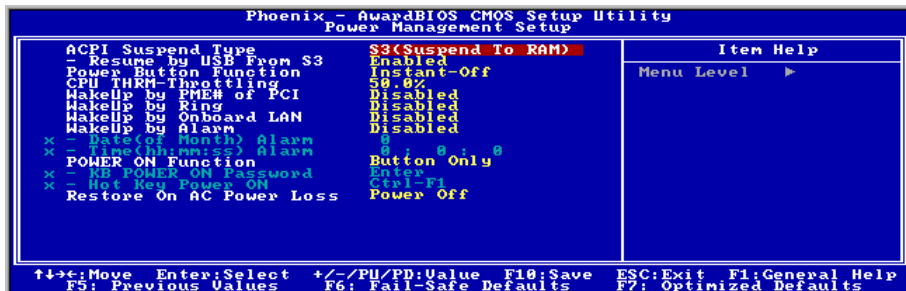 Phoenix - AwardBIOS CMOS Setup Utility
Power Management Setup
ACPI Suspend Type S3(Suspend To RAM) Item Help
- Resume by USB From S3 Enabled
Power Button Function Instant-Off Menu Level ►
CPU THRM-Throttling 50.0%
WakeUp by PME# of PCI Disabled
WakeUp by Ring Disabled
WakeUp by Onboard LAN Disabled
WakeUp by Alarm Disabled
x - Date(of Month) Alarm 0
x - Time(hh:mm:ss) Alarm 0 : 0 : 0
POWER ON Function Button Only
x - KB POWER ON Password Enter
x - Hot Key Power ON Ctrl-F1
Restore On AC Power Loss Power Off
↑↓→←:Move Enter:Select +/-/PU/PD:Value F10:Save ESC:Exit F1:General Help
F5: Previous Values F6: Fail-Safe Defaults F7: Optimized Defaults